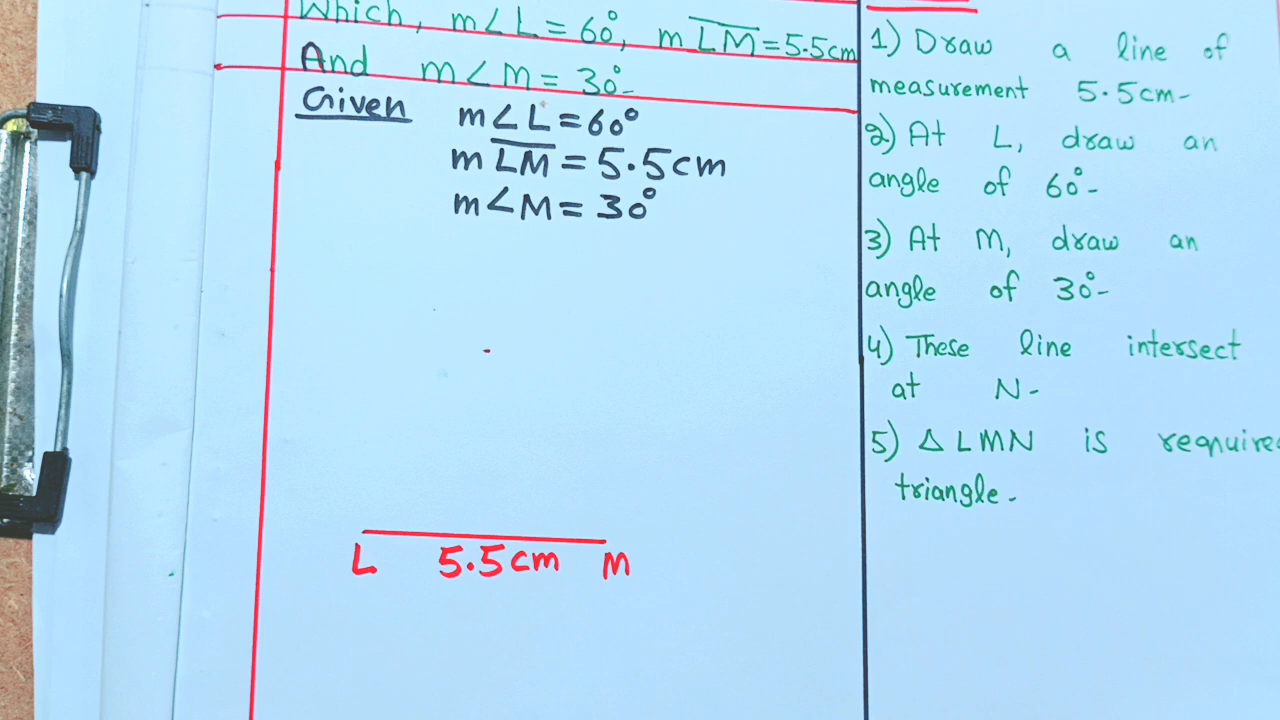 Which, m∠L = 60°, m LM = 5.5cm
And m∠M = 30°-
Given m∠L = 60°
m LM = 5.5cm
m∠M = 30°
L 5.5cm M
1) Draw a line of
measurement 5.5cm-
2) At L, draw an
angle of 60°-
3) At M, draw an
angle of 30°-
4) These line intersect
at N-
5) △LMN is requuire
triangle-